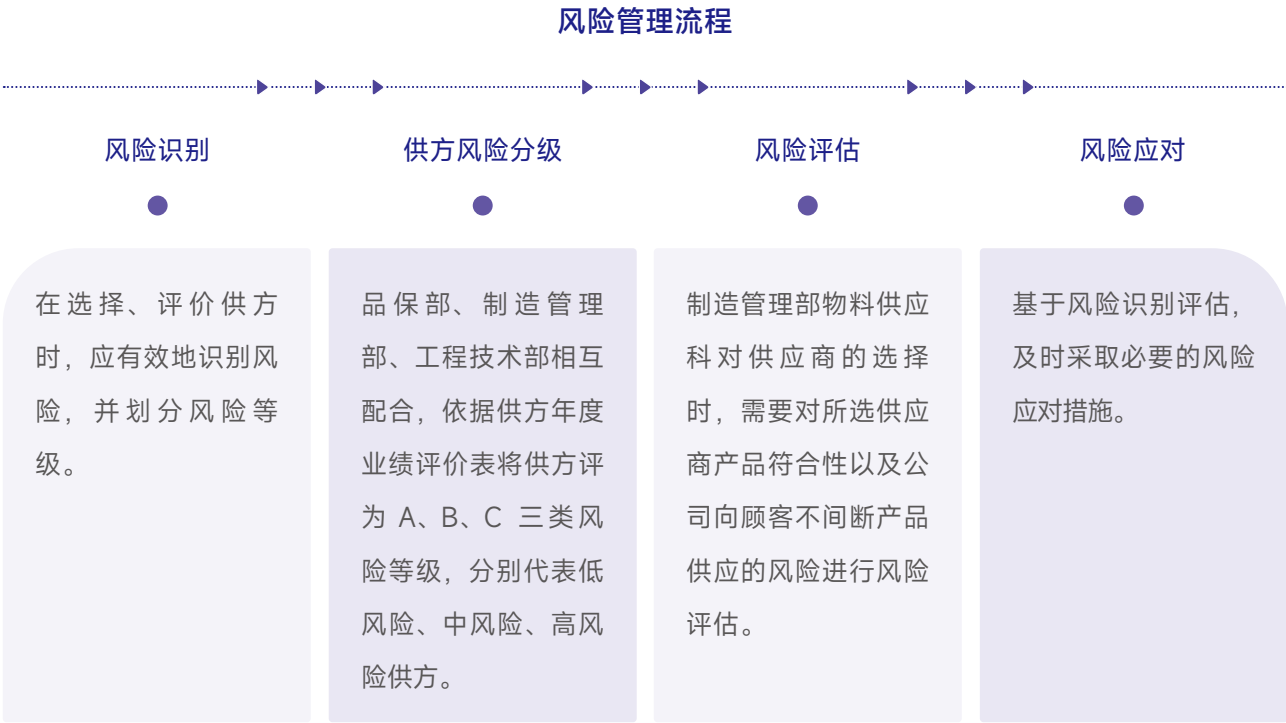 风险管理流程
风险识别
在选择、评价供方
时，应有效地识别风
险，并划分风险等
级。
供方风险分级
品保部、制造管理
部、工程技术部相互
配合，依据供方年度
业绩评价表将供方评
为 A、B、C 三类风
险等级，分别代表低
风险、中风险、高风
险供方。
风险评估
制造管理部物料供应
科对供应商的选择
时，需要对所选供应
商产品符合性以及公
司向顾客不间断产品
供应的风险进行风险
评估。
风险应对
基于风险识别评估，
及时采取必要的风险
应对措施。